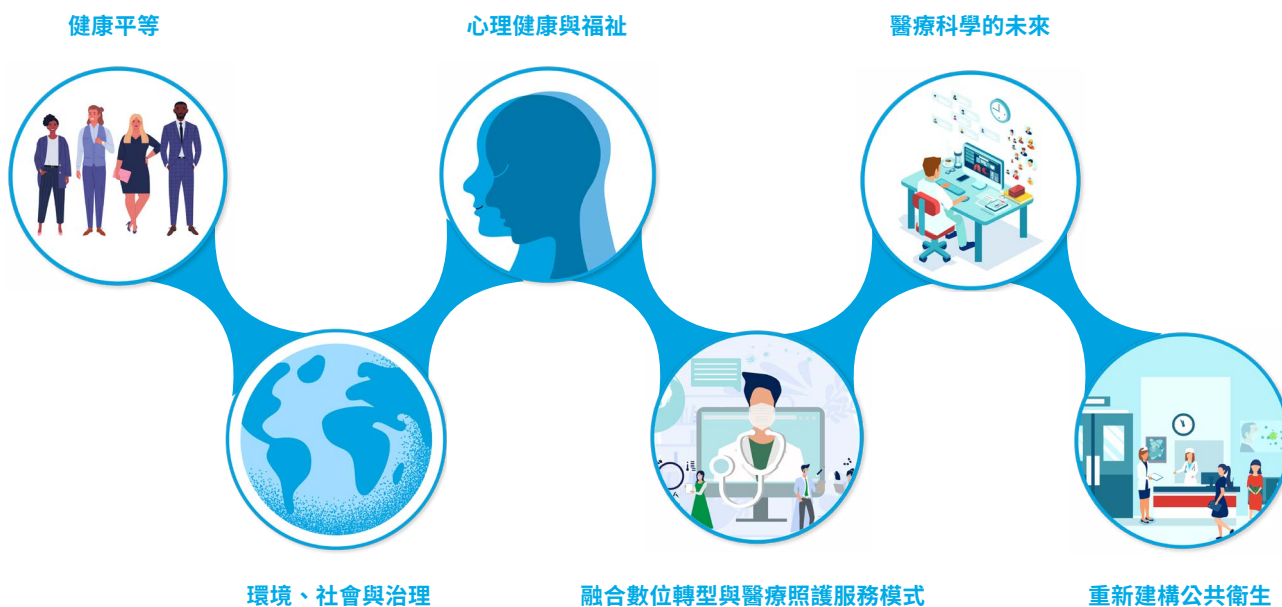 健康平等
心理健康與福祉
醫療科學的未來
環境、社會與治理
融合數位轉型與醫療照護服務模式
重新建構公共衛生